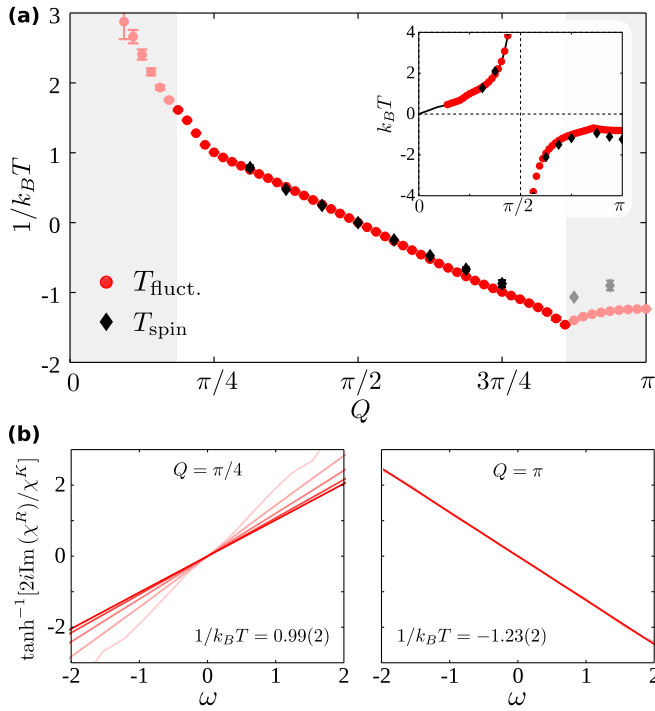 (a)
3
2
1
0
-1
-2
1/k_BT
T_fluct.
T_spin
0
π/4
π/2
3π/4
π
Q
4
2
0
-2
-4
k_BT
0
π/2
π
(b)
tanh⁻¹[2iIm(χ^R)/χ^K]
2
0
-2
Q = π/4
1/k_BT = 0.99(2)
-2
-1
0
1
2
ω
Q = π
1/k_BT = −1.23(2)
-2
-1
0
1
2
ω